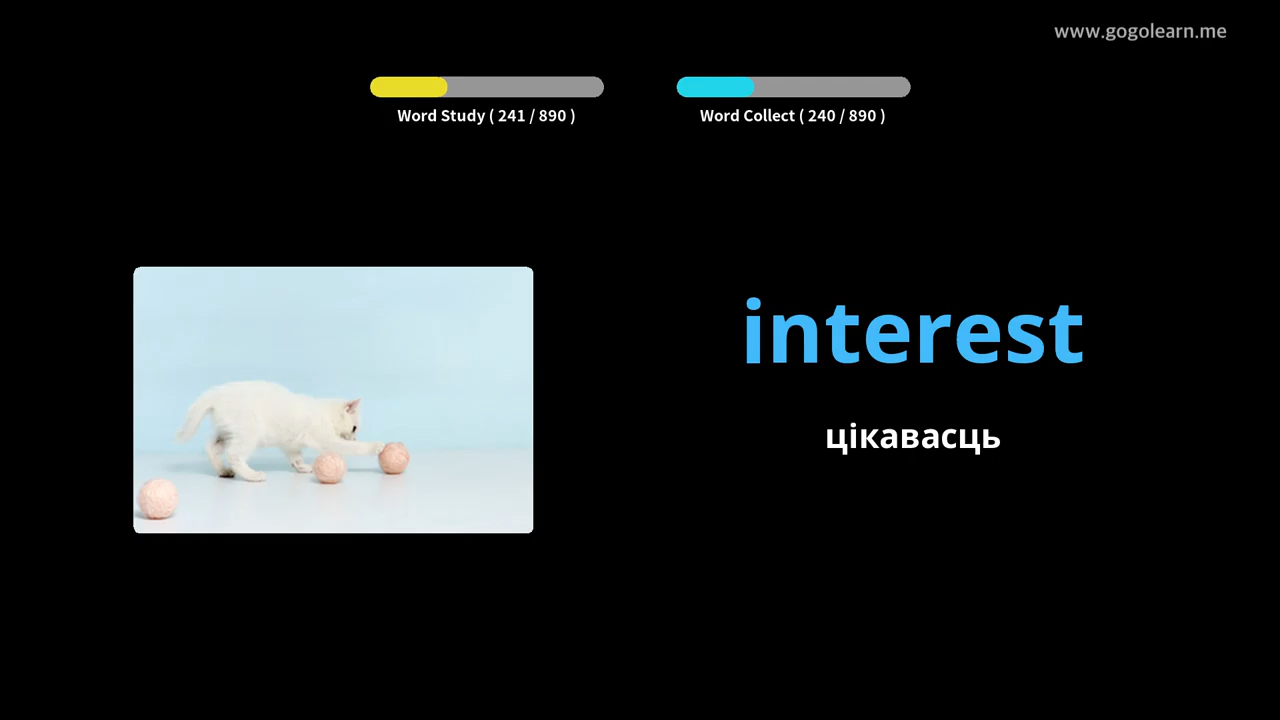 www.gogolearn.me
Word Study ( 241 / 890 )
Word Collect ( 240 / 890 )
interest
цікавасць